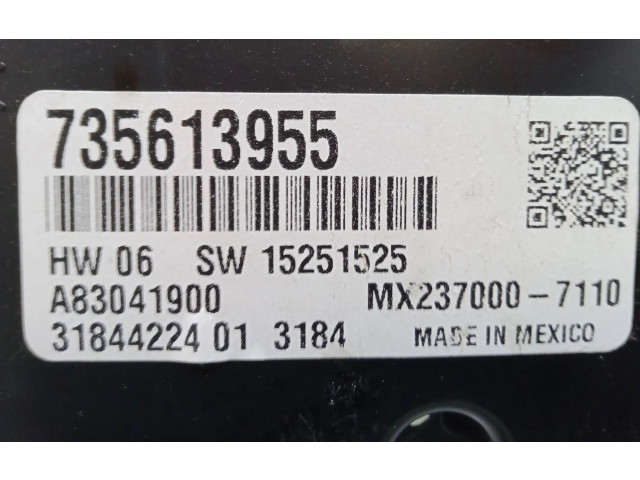 735613955
HW 06 SW 15251525
A83041900 MX237000-7110
31844224 01 3184 MADE IN MEXICO